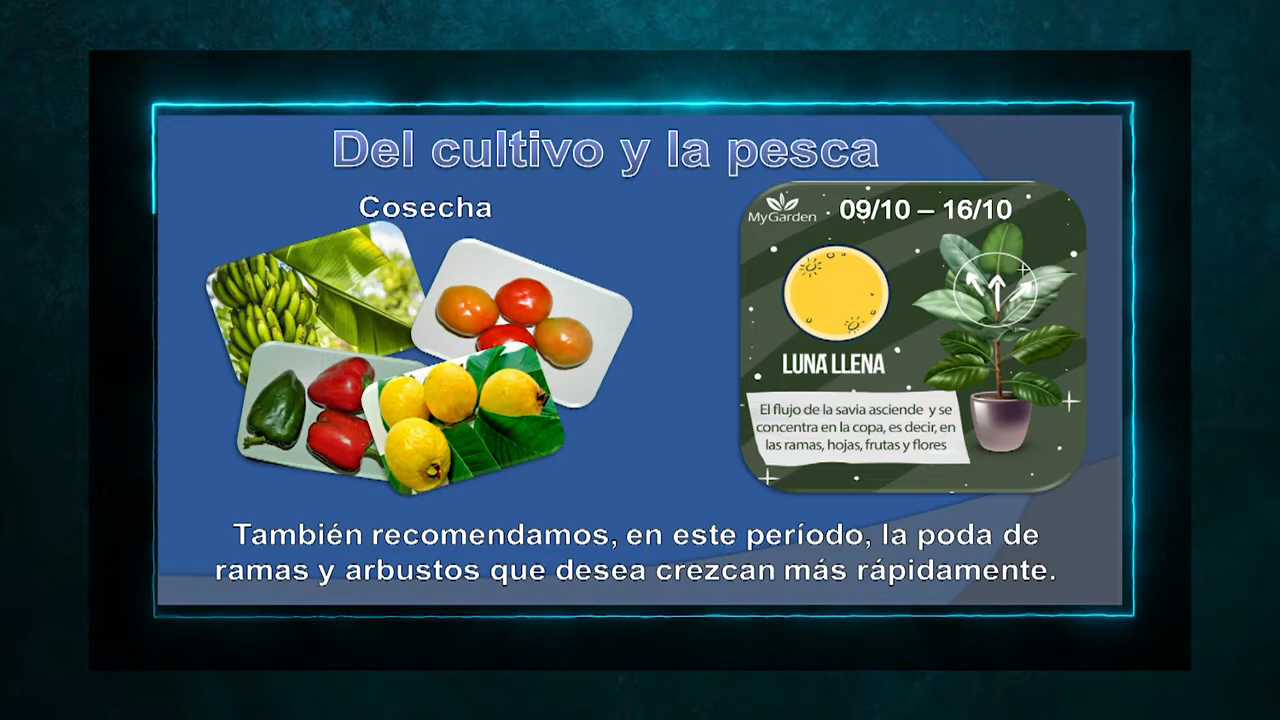 Del cultivo y la pesca
Cosecha
MyGarden
09/10 – 16/10
LUNA LLENA
El flujo de la savia asciende y se
concentra en la copa, es decir, en
las ramas, hojas, frutas y flores
También recomendamos, en este período, la poda de
ramas y arbustos que desea crezcan más rápidamente.